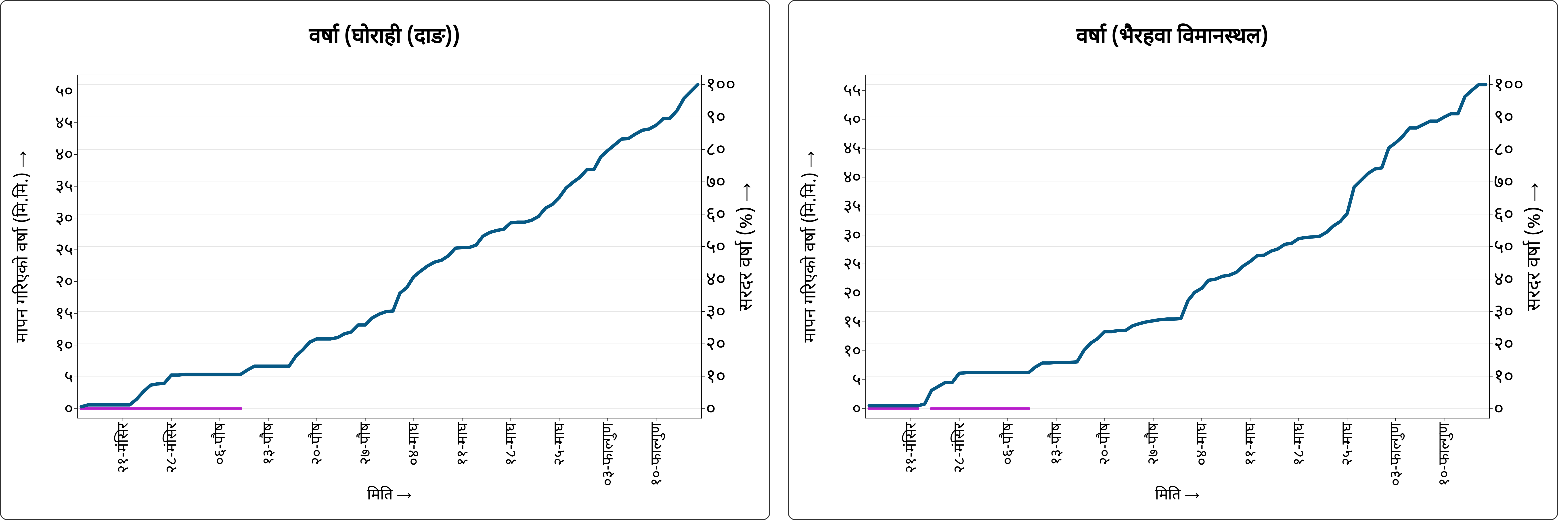 वर्षा (घोराही (दाङ))
मापन गरिएको वर्षा (मि.मि.) →
५०
४५
४०
३५
३०
२५
२०
१५
१०
५
०
१००
९०
८०
७०
६०
५०
४०
३०
२०
१०
०
सरदर वर्षा (%) →
२१-मंसिर
२८-मंसिर
०६-पौष
१३-पौष
२०-पौष
२७-पौष
०४-माघ
११-माघ
१८-माघ
२५-माघ
०३-फाल्गुण
१०-फाल्गुण
मिति →
वर्षा (भैरहवा विमानस्थल)
मापन गरिएको वर्षा (मि.मि.) →
५५
५०
४५
४०
३५
३०
२५
२०
१५
१०
५
०
१००
९०
८०
७०
६०
५०
४०
३०
२०
१०
०
सरदर वर्षा (%) →
२१-मंसिर
२८-मंसिर
०६-पौष
१३-पौष
२०-पौष
२७-पौष
०४-माघ
११-माघ
१८-माघ
२५-माघ
०३-फाल्गुण
१०-फाल्गुण
मिति →